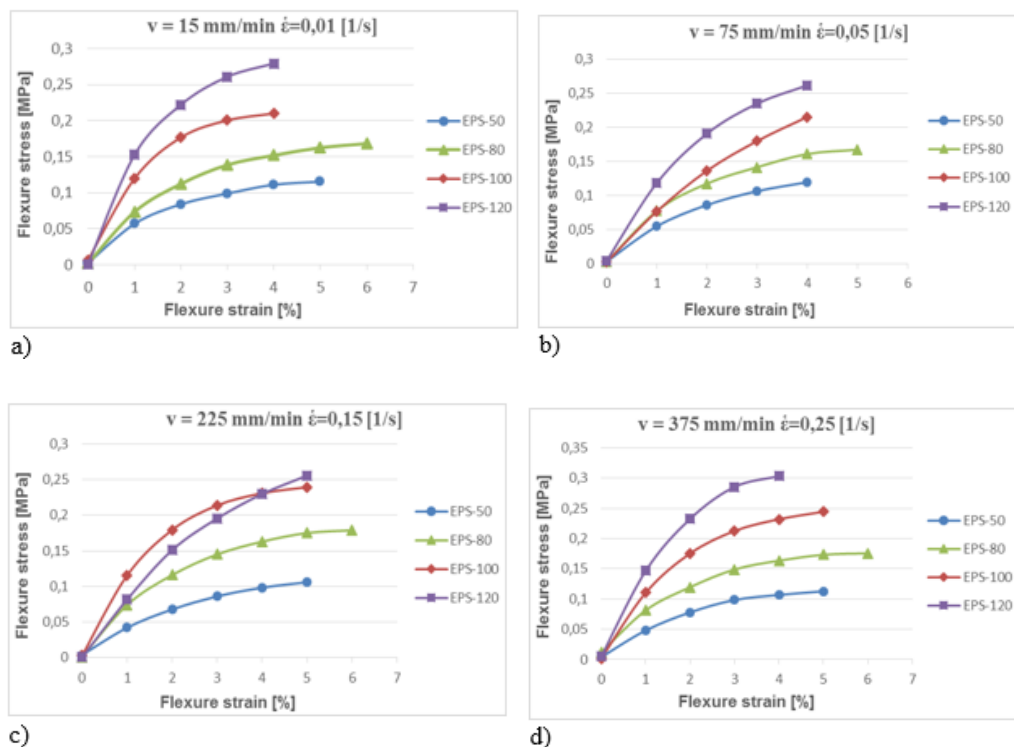 v = 15 mm/min ε̇=0,01 [1/s]
Flexure stress [MPa]
0,3
0,25
0,2
0,15
0,1
0,05
0
0 1 2 3 4 5 6 7
Flexure strain [%]
EPS-50
EPS-80
EPS-100
EPS-120
a)
v = 75 mm/min ε̇=0,05 [1/s]
Flexure stress [MPa]
0,3
0,25
0,2
0,15
0,1
0,05
0
0 1 2 3 4 5 6
Flexure strain [%]
EPS-50
EPS-80
EPS-100
EPS-120
b)
v = 225 mm/min ε̇=0,15 [1/s]
Flexure stress [MPa]
0,3
0,25
0,2
0,15
0,1
0,05
0
0 1 2 3 4 5 6 7
Flexure strain [%]
EPS-50
EPS-80
EPS-100
EPS-120
c)
v = 375 mm/min ε̇=0,25 [1/s]
Flexure stress [MPa]
0,35
0,3
0,25
0,2
0,15
0,1
0,05
0
0 1 2 3 4 5 6 7
Flexure strain [%]
EPS-50
EPS-80
EPS-100
EPS-120
d)